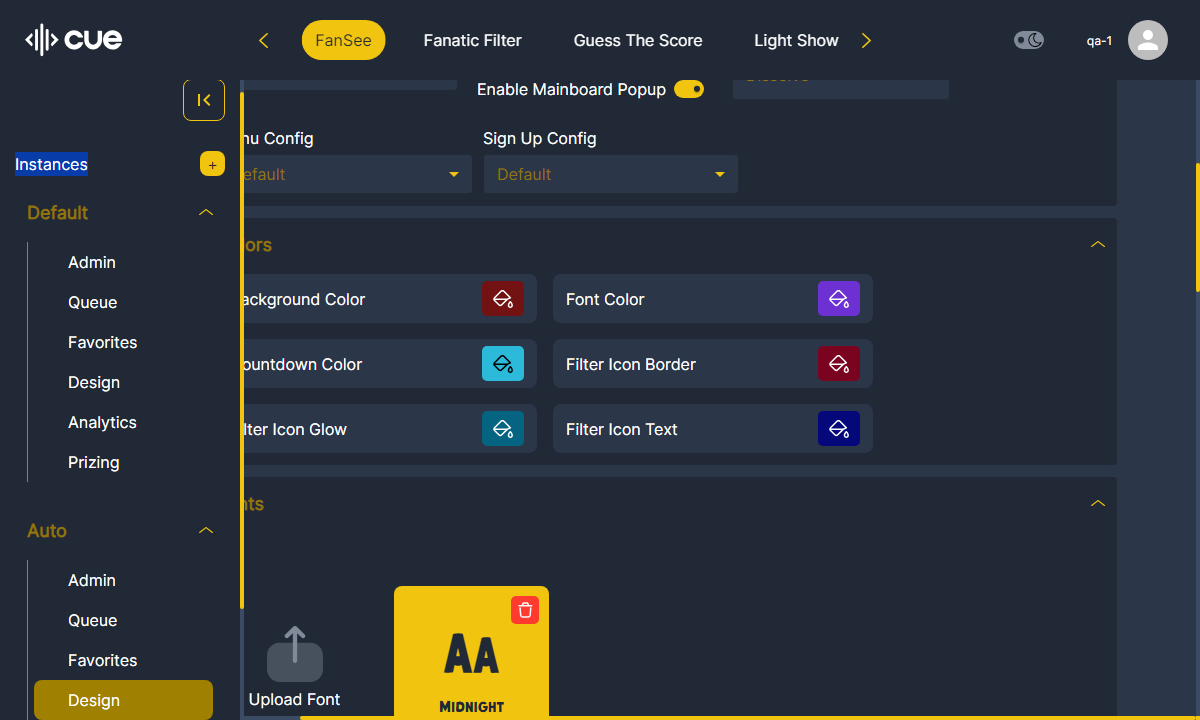 cue
FanSee
Fanatic Filter
Guess The Score
Light Show
qa-1
Enable Mainboard Popup
Instances
+
Default
Admin
Queue
Favorites
Design
Analytics
Prizing
Auto
Admin
Queue
Favorites
Design
nu Config
Sign Up Config
efault
Default
ors
ackground Color
Font Color
ountdown Color
Filter Icon Border
lter Icon Glow
Filter Icon Text
nts
Upload Font
AA
MIDNIGHT